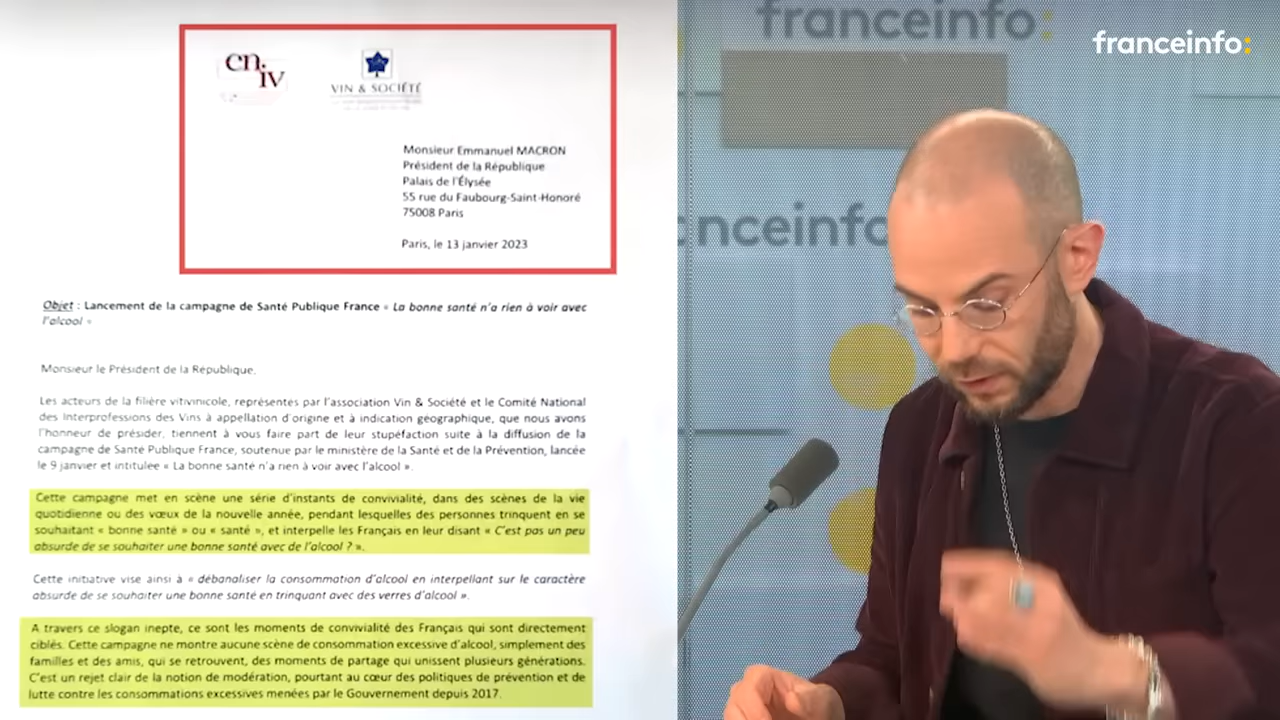 cn
iv
VIN & SOCIÉTÉ
Monsieur Emmanuel MACRON
Président de la République
Palais de l'Élysée
55 rue du Faubourg-Saint-Honoré
75008 Paris
Paris, le 13 janvier 2023
Objet : Lancement de la campagne de Santé Publique France « La bonne santé n'a rien à voir avec
l'alcool »
Monsieur le Président de la République,
Les acteurs de la filière vitivinicole, représentés par l'association Vin & Société et le Comité National
des Interprofessions des Vins à appellation d'origine et à indication géographique, que nous avons
l'honneur de présider, tiennent à vous faire part de leur stupéfaction suite à la diffusion de la
campagne de Santé Publique France, soutenue par le ministère de la Santé et de la Prévention, lancée
le 9 janvier et intitulée « La bonne santé n'a rien à voir avec l'alcool ».
Cette campagne met en scène une série d'instants de convivialité, dans des scènes de la vie
quotidienne ou des vœux de la nouvelle année, pendant lesquelles des personnes trinquent en se
souhaitant « bonne santé » ou « santé », et interpelle les Français en leur disant « C'est pas un peu
absurde de se souhaiter une bonne santé avec de l'alcool ? ».
Cette initiative vise ainsi à « débanaliser la consommation d'alcool en interpellant sur le caractère
absurde de se souhaiter une bonne santé en trinquant avec des verres d'alcool ».
A travers ce slogan inepte, ce sont les moments de convivialité des Français qui sont directement
ciblés. Cette campagne ne montre aucune scène de consommation excessive d'alcool, simplement des
familles et des amis, qui se retrouvent, des moments de partage qui unissent plusieurs générations.
C'est un rejet clair de la notion de modération, pourtant au cœur des politiques de prévention et de
lutte contre les consommations excessives menées par le Gouvernement depuis 2017.
franceinfo:
franceinfo:
franceinfo